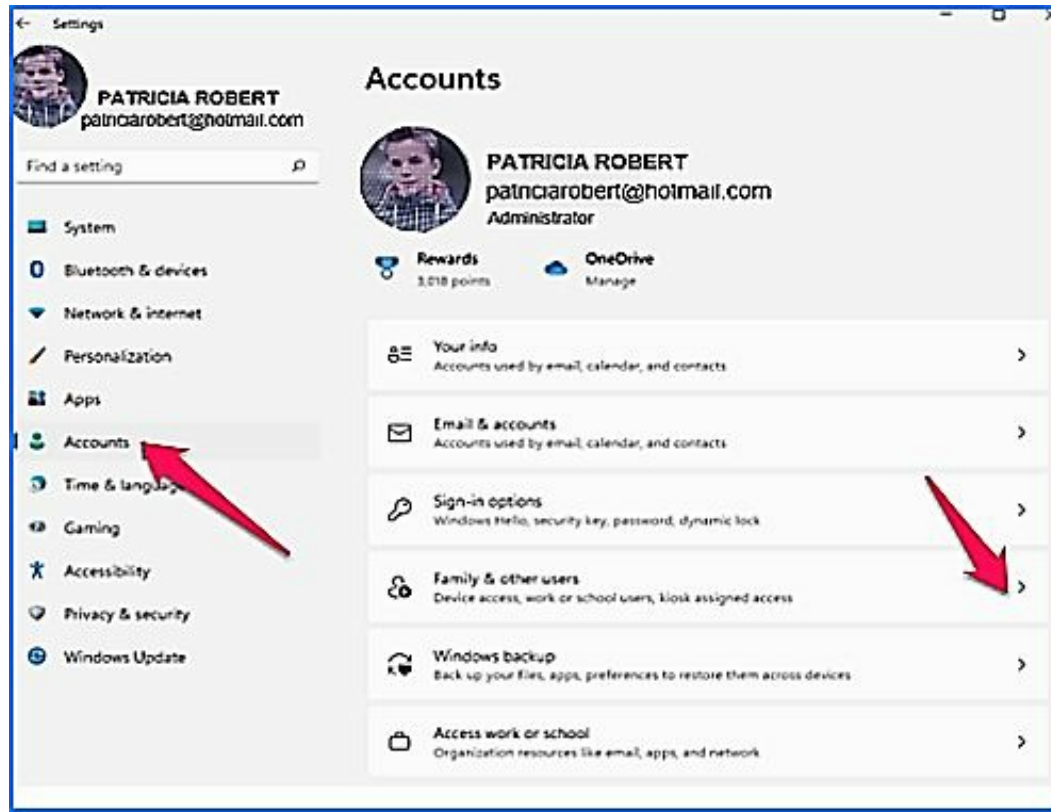 Settings
PATRICIA ROBERT
patriciarobert@hotmail.com
Find a setting
System
Bluetooth & devices
Network & internet
Personalization
Apps
Accounts
Time & language
Gaming
Accessibility
Privacy & security
Windows Update
Accounts
PATRICIA ROBERT
patriciarobert@hotmail.com
Administrator
Rewards
3,018 points
OneDrive
Manage
Your info
Accounts used by email, calendar, and contacts
Email & accounts
Accounts used by email, calendar, and contacts
Sign-in options
Windows Hello, security key, password, dynamic lock
Family & other users
Device access, work or school users, kiosk assigned access
Windows backup
Back up your files, apps, preferences to restore them across devices
Access work or school
Organization resources like email, apps, and network